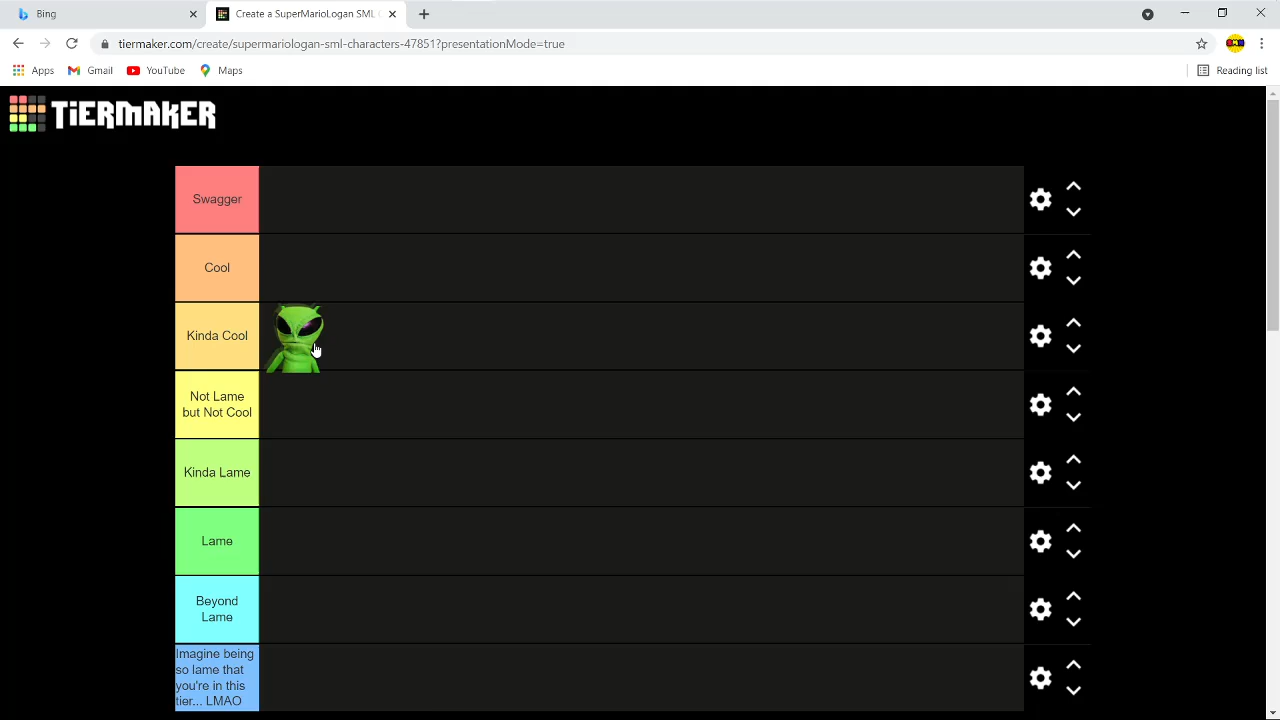 Bing
Create a SuperMarioLogan SML C
tiermaker.com/create/supermariologan-sml-characters-47851?presentationMode=true
Apps
Gmail
YouTube
Maps
Reading list
TiERMAKER
Swagger
Cool
Kinda Cool
Not Lame
but Not Cool
Kinda Lame
Lame
Beyond
Lame
Imagine being
so lame that
you're in this
tier... LMAO